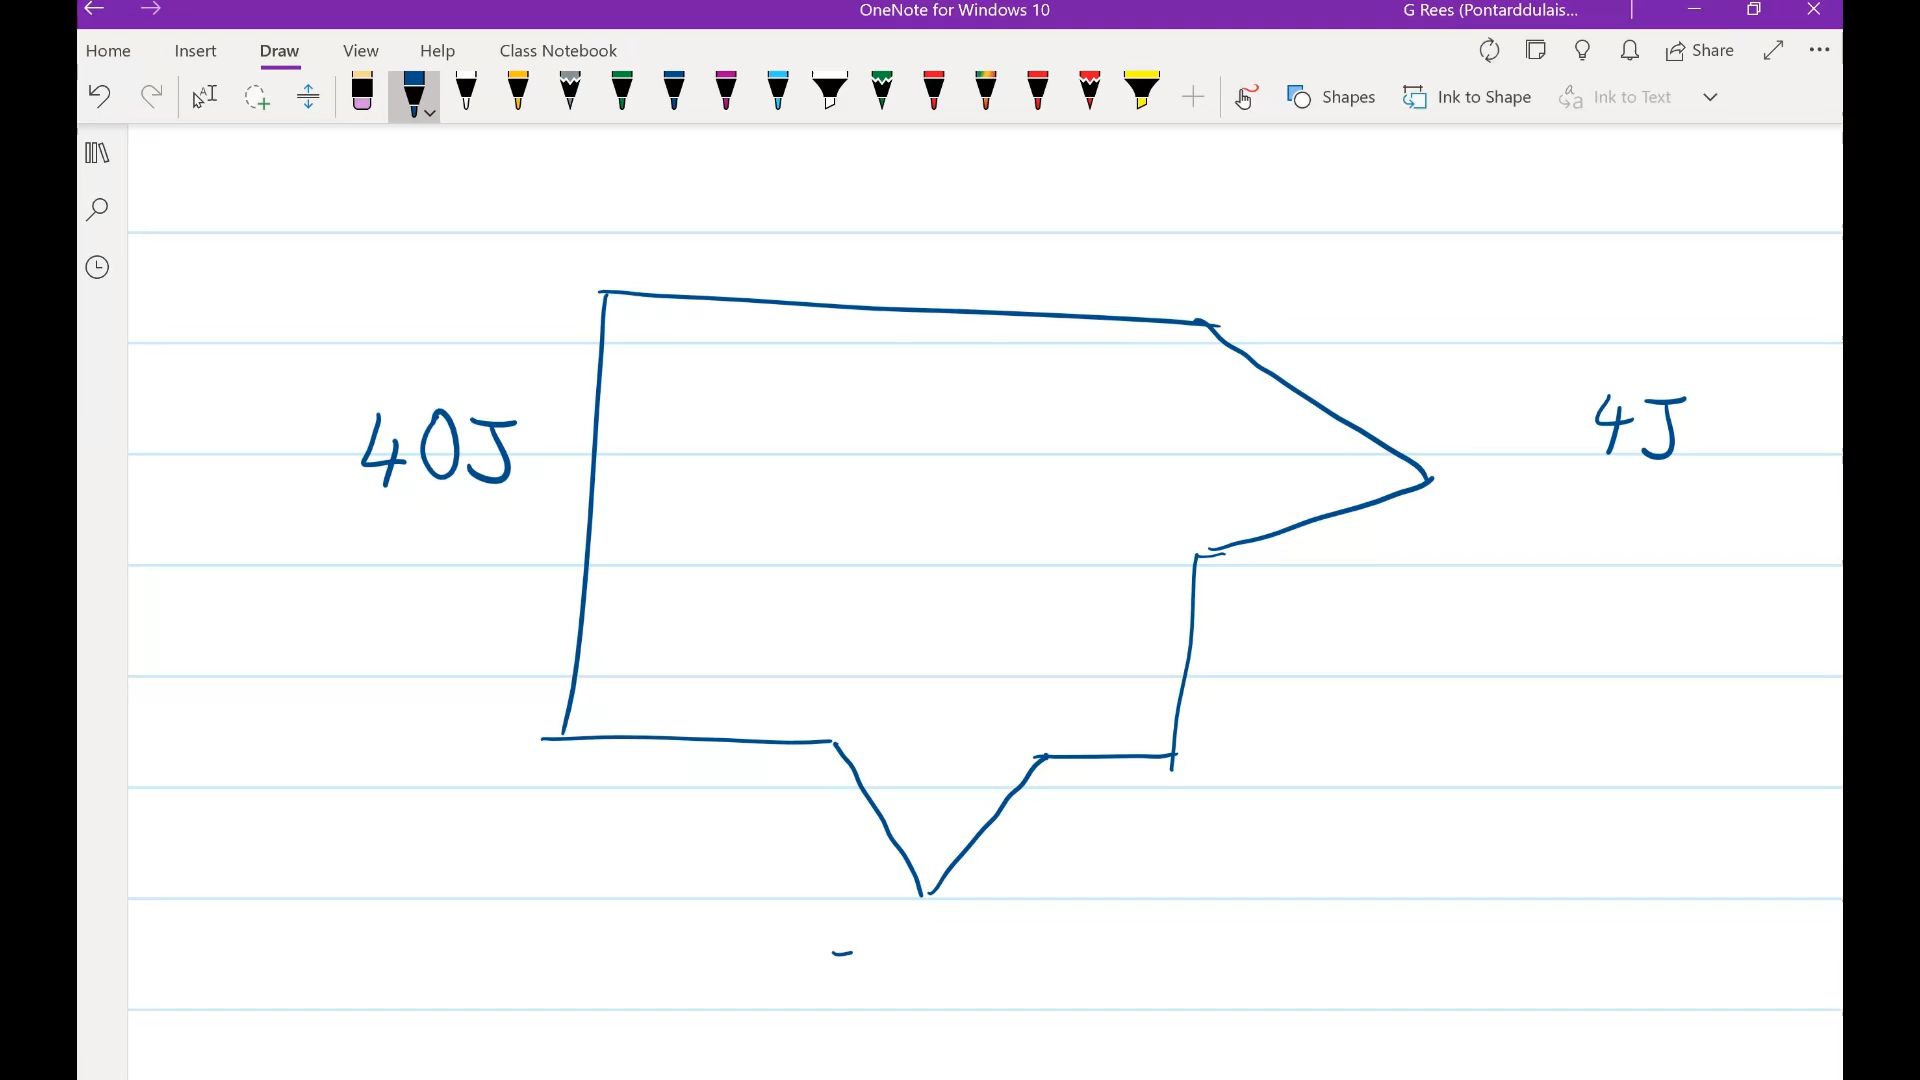 OneNote for Windows 10
G Rees (Pontarddulais...
Home Insert Draw View Help Class Notebook
Share
Shapes Ink to Shape Ink to Text
40J
4J